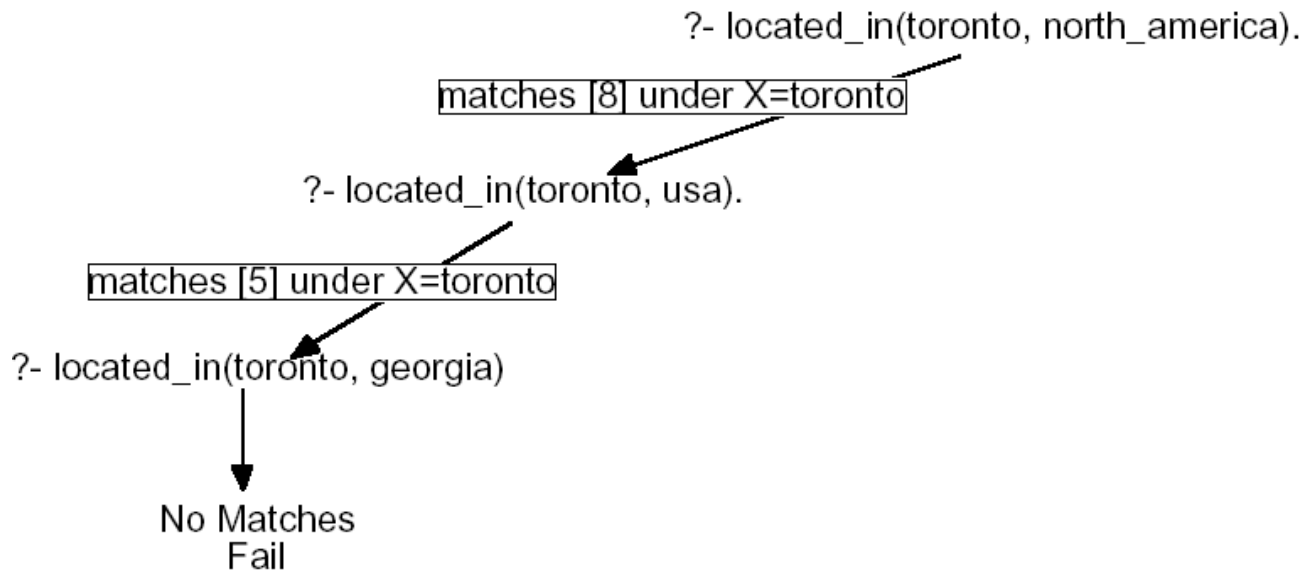 ?- located_in(toronto, north_america).
matches [8] under X=toronto
?- located_in(toronto, usa).
matches [5] under X=toronto
?- located_in(toronto, georgia)
No Matches
Fail